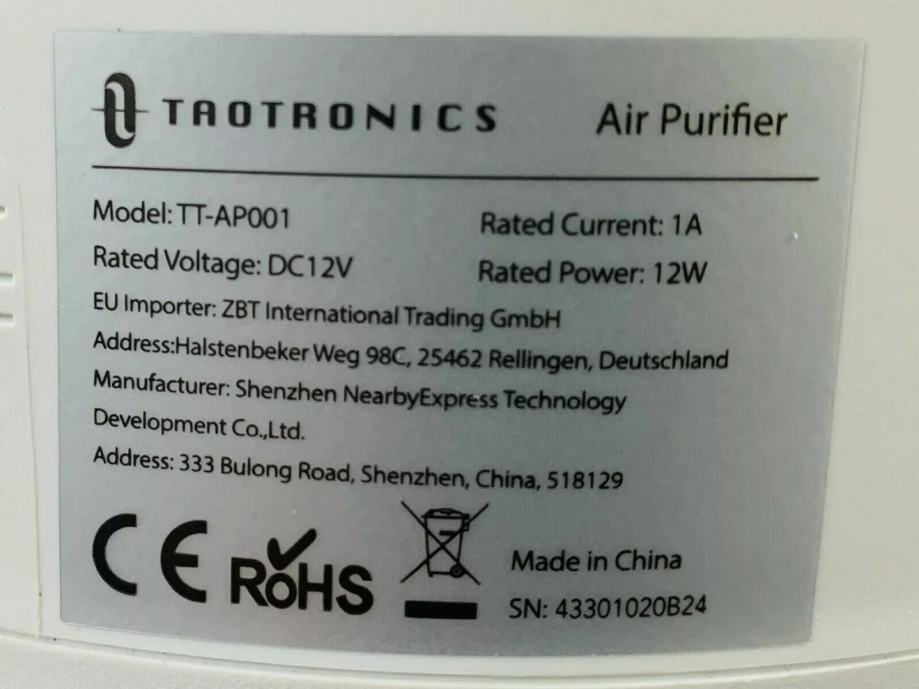 TAOTRONICS Air Purifier
Model: TT-AP001 Rated Current: 1A
Rated Voltage: DC12V Rated Power: 12W
EU Importer: ZBT International Trading GmbH
Address:Halstenbeker Weg 98C, 25462 Rellingen, Deutschland
Manufacturer: Shenzhen NearbyExpress Technology
Development Co.,Ltd.
Address: 333 Bulong Road, Shenzhen, China, 518129
CE RoHS Made in China
SN: 43301020B24